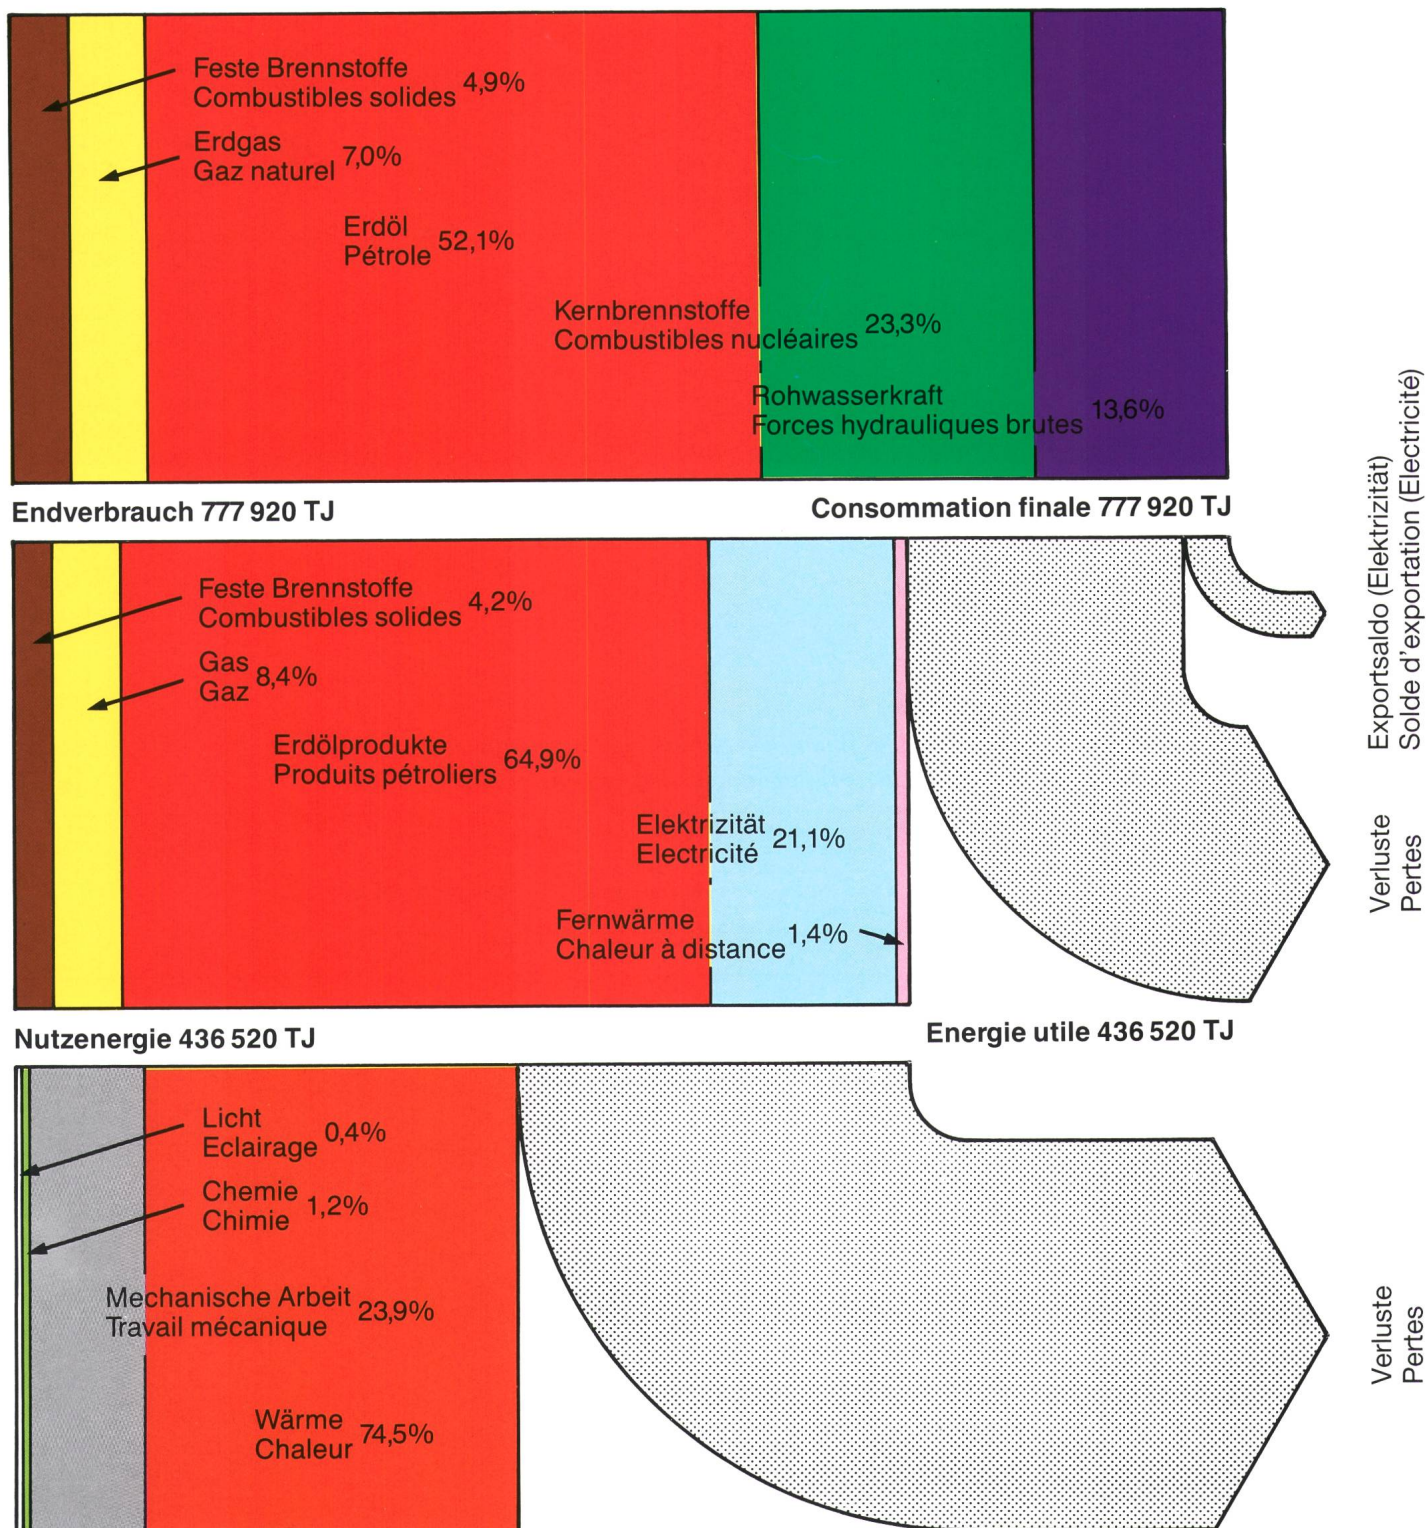 Feste Brennstoffe
Combustibles solides 4,9%
Erdgas
Gaz naturel 7,0%
Erdöl
Pétrole 52,1%
Kernbrennstoffe
Combustibles nucléaires 23,3%
Rohwasserkraft
Forces hydrauliques brutes 13,6%
Endverbrauch 777 920 TJ
Consommation finale 777 920 TJ
Feste Brennstoffe
Combustibles solides 4,2%
Gas
Gaz 8,4%
Erdölprodukte
Produits pétroliers 64,9%
Elektrizität
Electricité 21,1%
Fernwärme
Chaleur à distance 1,4%
Exportsaldo (Elektrizität)
Solde d'exportation (Electricité)
Verluste
Pertes
Nutzenergie 436 520 TJ
Energie utile 436 520 TJ
Licht
Eclairage 0,4%
Chemie
Chimie 1,2%
Mechanische Arbeit
Travail mécanique 23,9%
Wärme
Chaleur 74,5%
Verluste
Pertes